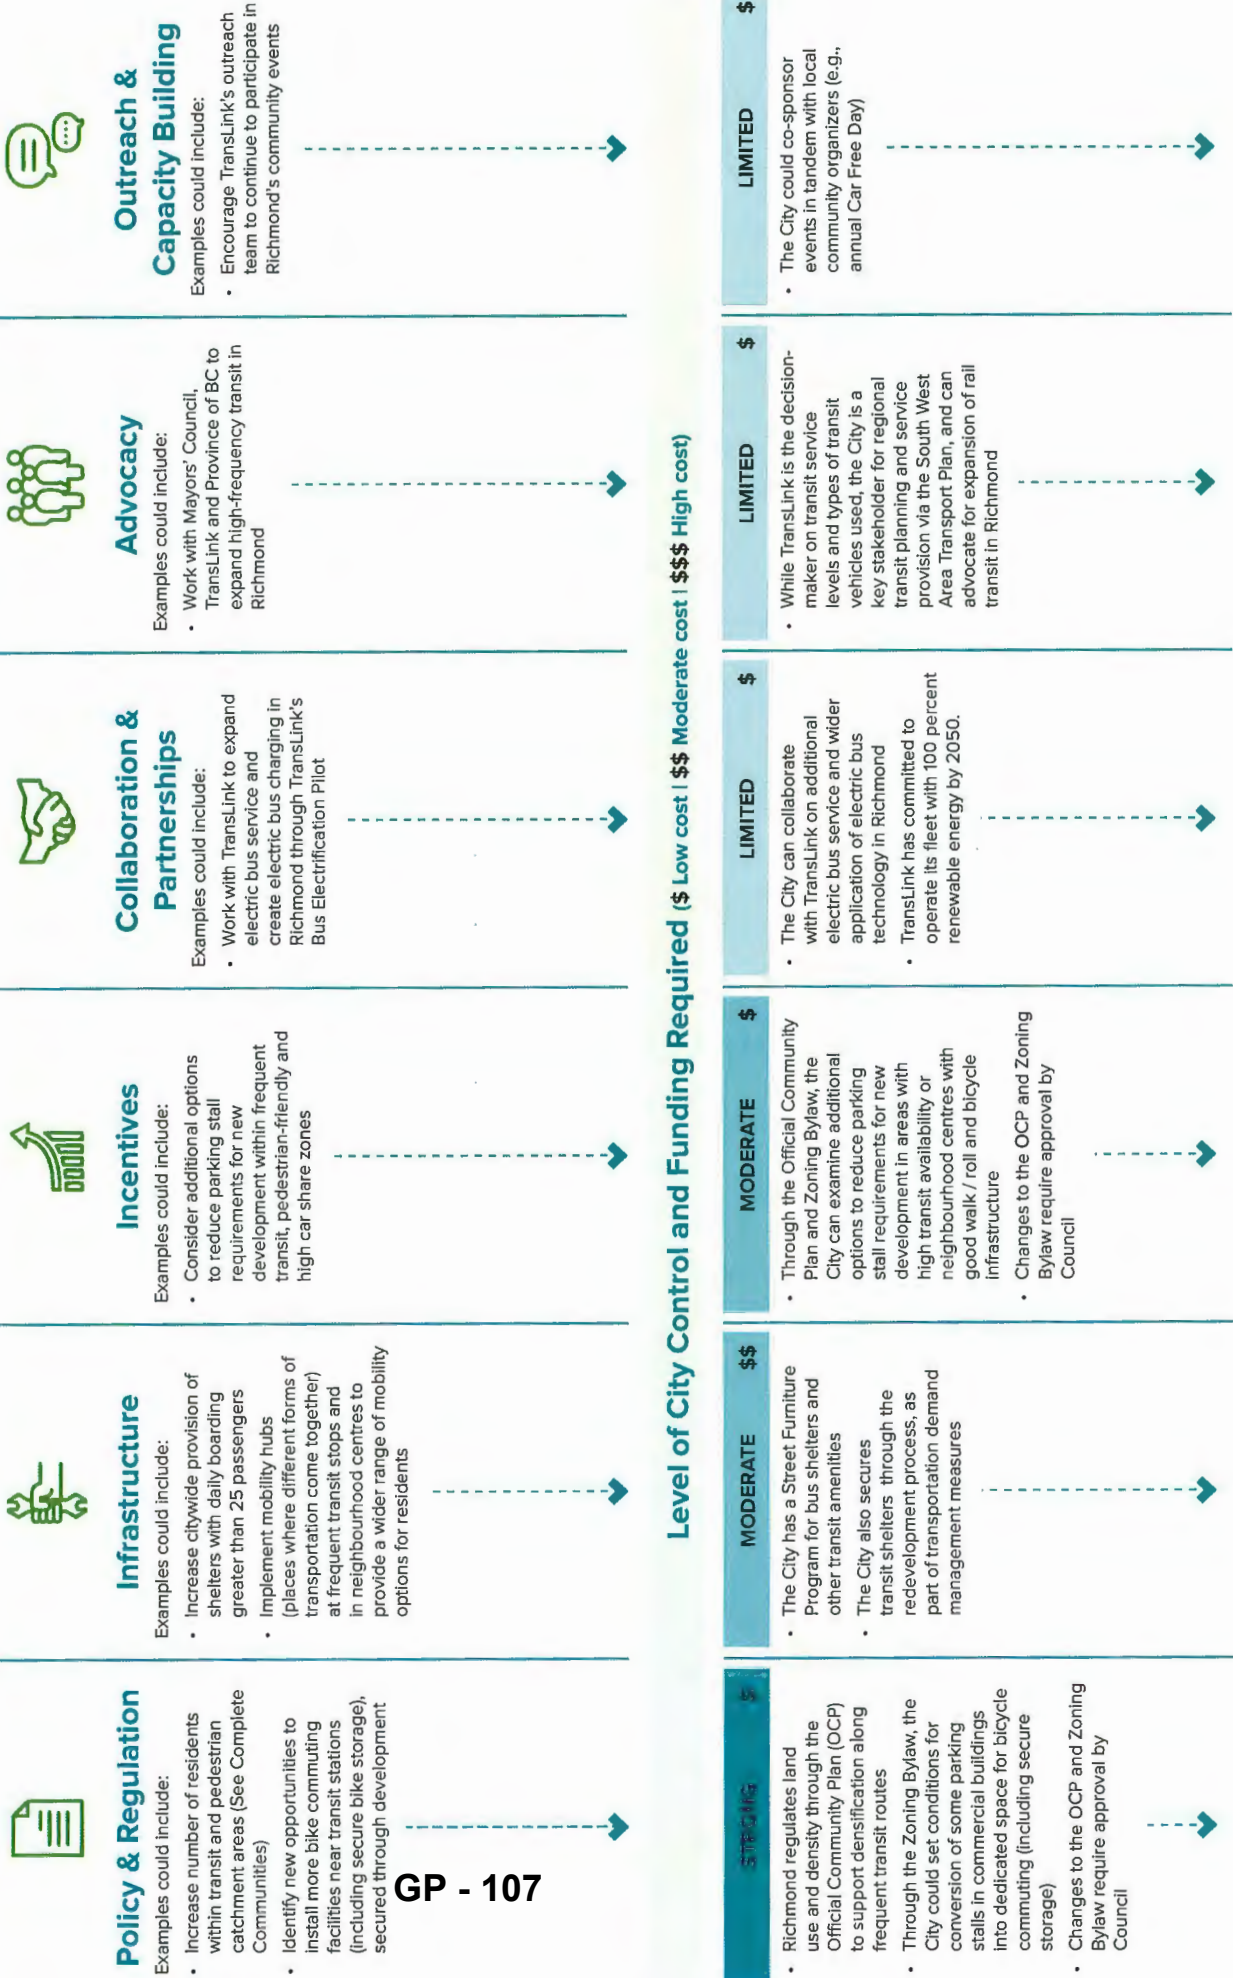 Policy & Regulation
Examples could include:
• Increase number of residents
within transit and pedestrian
catchment areas (See Complete
Communities)
• Identify new opportunities to
install more bike commuting
facilities near transit stations
(including secure bike storage),
secured through development
Infrastructure
Examples could include:
• Increase citywide provision of
shelters with daily boarding
greater than 25 passengers
• Implement mobility hubs
(places where different forms of
transportation come together)
at frequent transit stops and
in neighbourhood centres to
provide a wider range of mobility
options for residents
Incentives
Examples could include:
• Consider additional options
to reduce parking stall
requirements for new
development within frequent
transit, pedestrian-friendly and
high car share zones
Collaboration &
Partnerships
Examples could include:
• Work with TransLink to expand
electric bus service and
create electric bus charging in
Richmond through TransLink's
Bus Electrification Pilot
Advocacy
Examples could include:
• Work with Mayors' Council,
TransLink and Province of BC to
expand high-frequency transit in
Richmond
Outreach &
Capacity Building
Examples could include:
• Encourage TransLink's outreach
team to continue to participate in
Richmond's community events
Level of City Control and Funding Required ($ Low cost | $$ Moderate cost | $$$ High cost)
STRONG $
• Richmond regulates land
use and density through the
Official Community Plan (OCP)
to support densification along
frequent transit routes
• Through the Zoning Bylaw, the
City could set conditions for
conversion of some parking
stalls in commercial buildings
into dedicated space for bicycle
commuting (including secure
storage)
• Changes to the OCP and Zoning
Bylaw require approval by
Council
MODERATE $$
• The City has a Street Furniture
Program for bus shelters and
other transit amenities
• The City also secures
transit shelters through the
redevelopment process, as
part of transportation demand
management measures
MODERATE $
• Through the Official Community
Plan and Zoning Bylaw, the
City can examine additional
options to reduce parking
stall requirements for new
development in areas with
high transit availability or
neighbourhood centres with
good walk / roll and bicycle
infrastructure
• Changes to the OCP and Zoning
Bylaw require approval by
Council
LIMITED $
• The City can collaborate
with TransLink on additional
electric bus service and wider
application of electric bus
technology in Richmond
• TransLink has committed to
operate its fleet with 100 percent
renewable energy by 2050.
LIMITED $
• While TransLink is the decision-
maker on transit service
levels and types of transit
vehicles used, the City is a
key stakeholder for regional
transit planning and service
provision via the South West
Area Transport Plan, and can
advocate for expansion of rail
transit in Richmond
LIMITED $
• The City could co-sponsor
events in tandem with local
community organizers (e.g.,
annual Car Free Day)
GP - 107